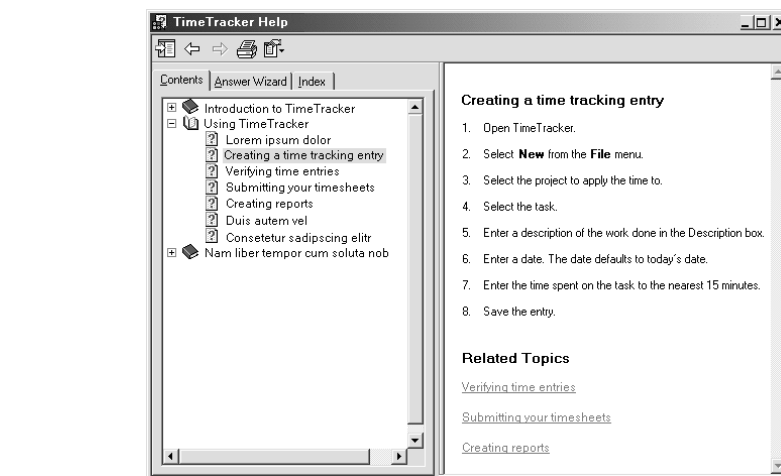 TimeTracker Help
Contents Answer Wizard Index
Introduction to TimeTracker
Using TimeTracker
Lorem ipsum dolor
Creating a time tracking entry
Verifying time entries
Submitting your timesheets
Creating reports
Duis autem vel
Consetetur sadipscing elitr
Nam liber tempor cum soluta nob
Creating a time tracking entry
1. Open TimeTracker.
2. Select New from the File menu.
3. Select the project to apply the time to.
4. Select the task.
5. Enter a description of the work done in the Description box.
6. Enter a date. The date defaults to today´s date.
7. Enter the time spent on the task to the nearest 15 minutes.
8. Save the entry.
Related Topics
Verifying time entries
Submitting your timesheets
Creating reports